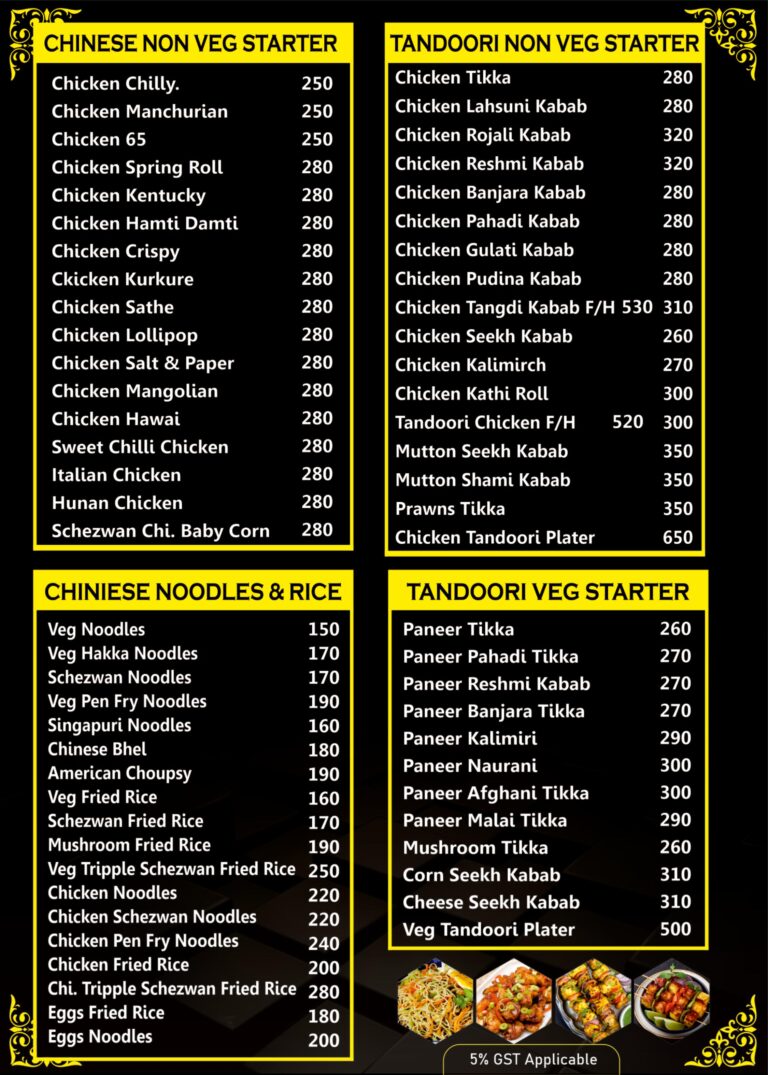 CHINESE NON VEG STARTER
Chicken Chilly. 250
Chicken Manchurian 250
Chicken 65 250
Chicken Spring Roll 280
Chicken Kentucky 280
Chicken Hamti Damti 280
Chicken Crispy 280
Ckicken Kurkure 280
Chicken Sathe 280
Chicken Lollipop 280
Chicken Salt & Paper 280
Chicken Mangolian 280
Chicken Hawai 280
Sweet Chilli Chicken 280
Italian Chicken 280
Hunan Chicken 280
Schezwan Chi. Baby Corn 280
TANDOORI NON VEG STARTER
Chicken Tikka 280
Chicken Lahsuni Kabab 280
Chicken Rojali Kabab 320
Chicken Reshmi Kabab 320
Chicken Banjara Kabab 280
Chicken Pahadi Kabab 280
Chicken Gulati Kabab 280
Chicken Pudina Kabab 280
Chicken Tangdi Kabab F/H 530 310
Chicken Seekh Kabab 260
Chicken Kalimirch 270
Chicken Kathi Roll 300
Tandoori Chicken F/H 520 300
Mutton Seekh Kabab 350
Mutton Shami Kabab 350
Prawns Tikka 350
Chicken Tandoori Plater 650
CHINIESE NOODLES & RICE
Veg Noodles 150
Veg Hakka Noodles 170
Schezwan Noodles 170
Veg Pen Fry Noodles 190
Singapuri Noodles 160
Chinese Bhel 180
American Choupsy 190
Veg Fried Rice 160
Schezwan Fried Rice 170
Mushroom Fried Rice 190
Veg Tripple Schezwan Fried Rice 250
Chicken Noodles 220
Chicken Schezwan Noodles 220
Chicken Pen Fry Noodles 240
Chicken Fried Rice 200
Chi. Tripple Schezwan Fried Rice 280
Eggs Fried Rice 180
Eggs Noodles 200
TANDOORI VEG STARTER
Paneer Tikka 260
Paneer Pahadi Tikka 270
Paneer Reshmi Kabab 270
Paneer Banjara Tikka 270
Paneer Kalimiri 290
Paneer Naurani 300
Paneer Afghani Tikka 300
Paneer Malai Tikka 290
Mushroom Tikka 260
Corn Seekh Kabab 310
Cheese Seekh Kabab 310
Veg Tandoori Plater 500
5% GST Applicable